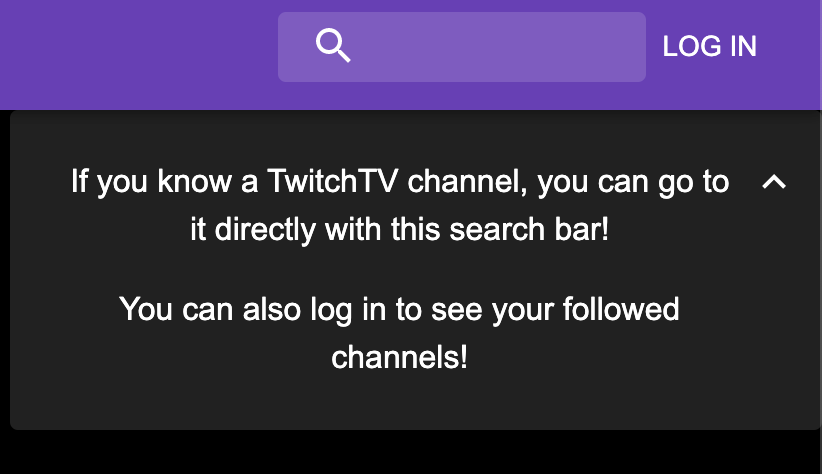 LOG IN
If you know a TwitchTV channel, you can go to
it directly with this search bar!
You can also log in to see your followed
channels!